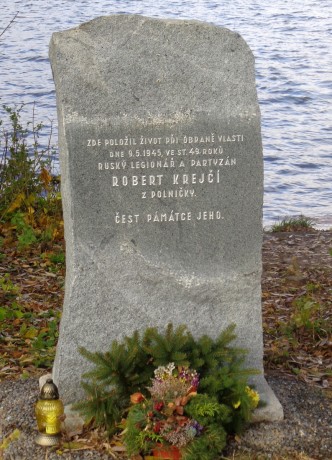 ZDE POLOŽIL ŽIVOT PŘI OBRANĚ VLASTI
DNE 9.5.1945, VE ST. 49 ROKŮ
RUSKÝ LEGIONÁŘ A PARTYZÁN
ROBERT KREJČÍ
Z POLNIČKY.
ČEST PAMÁTCE JEHO.